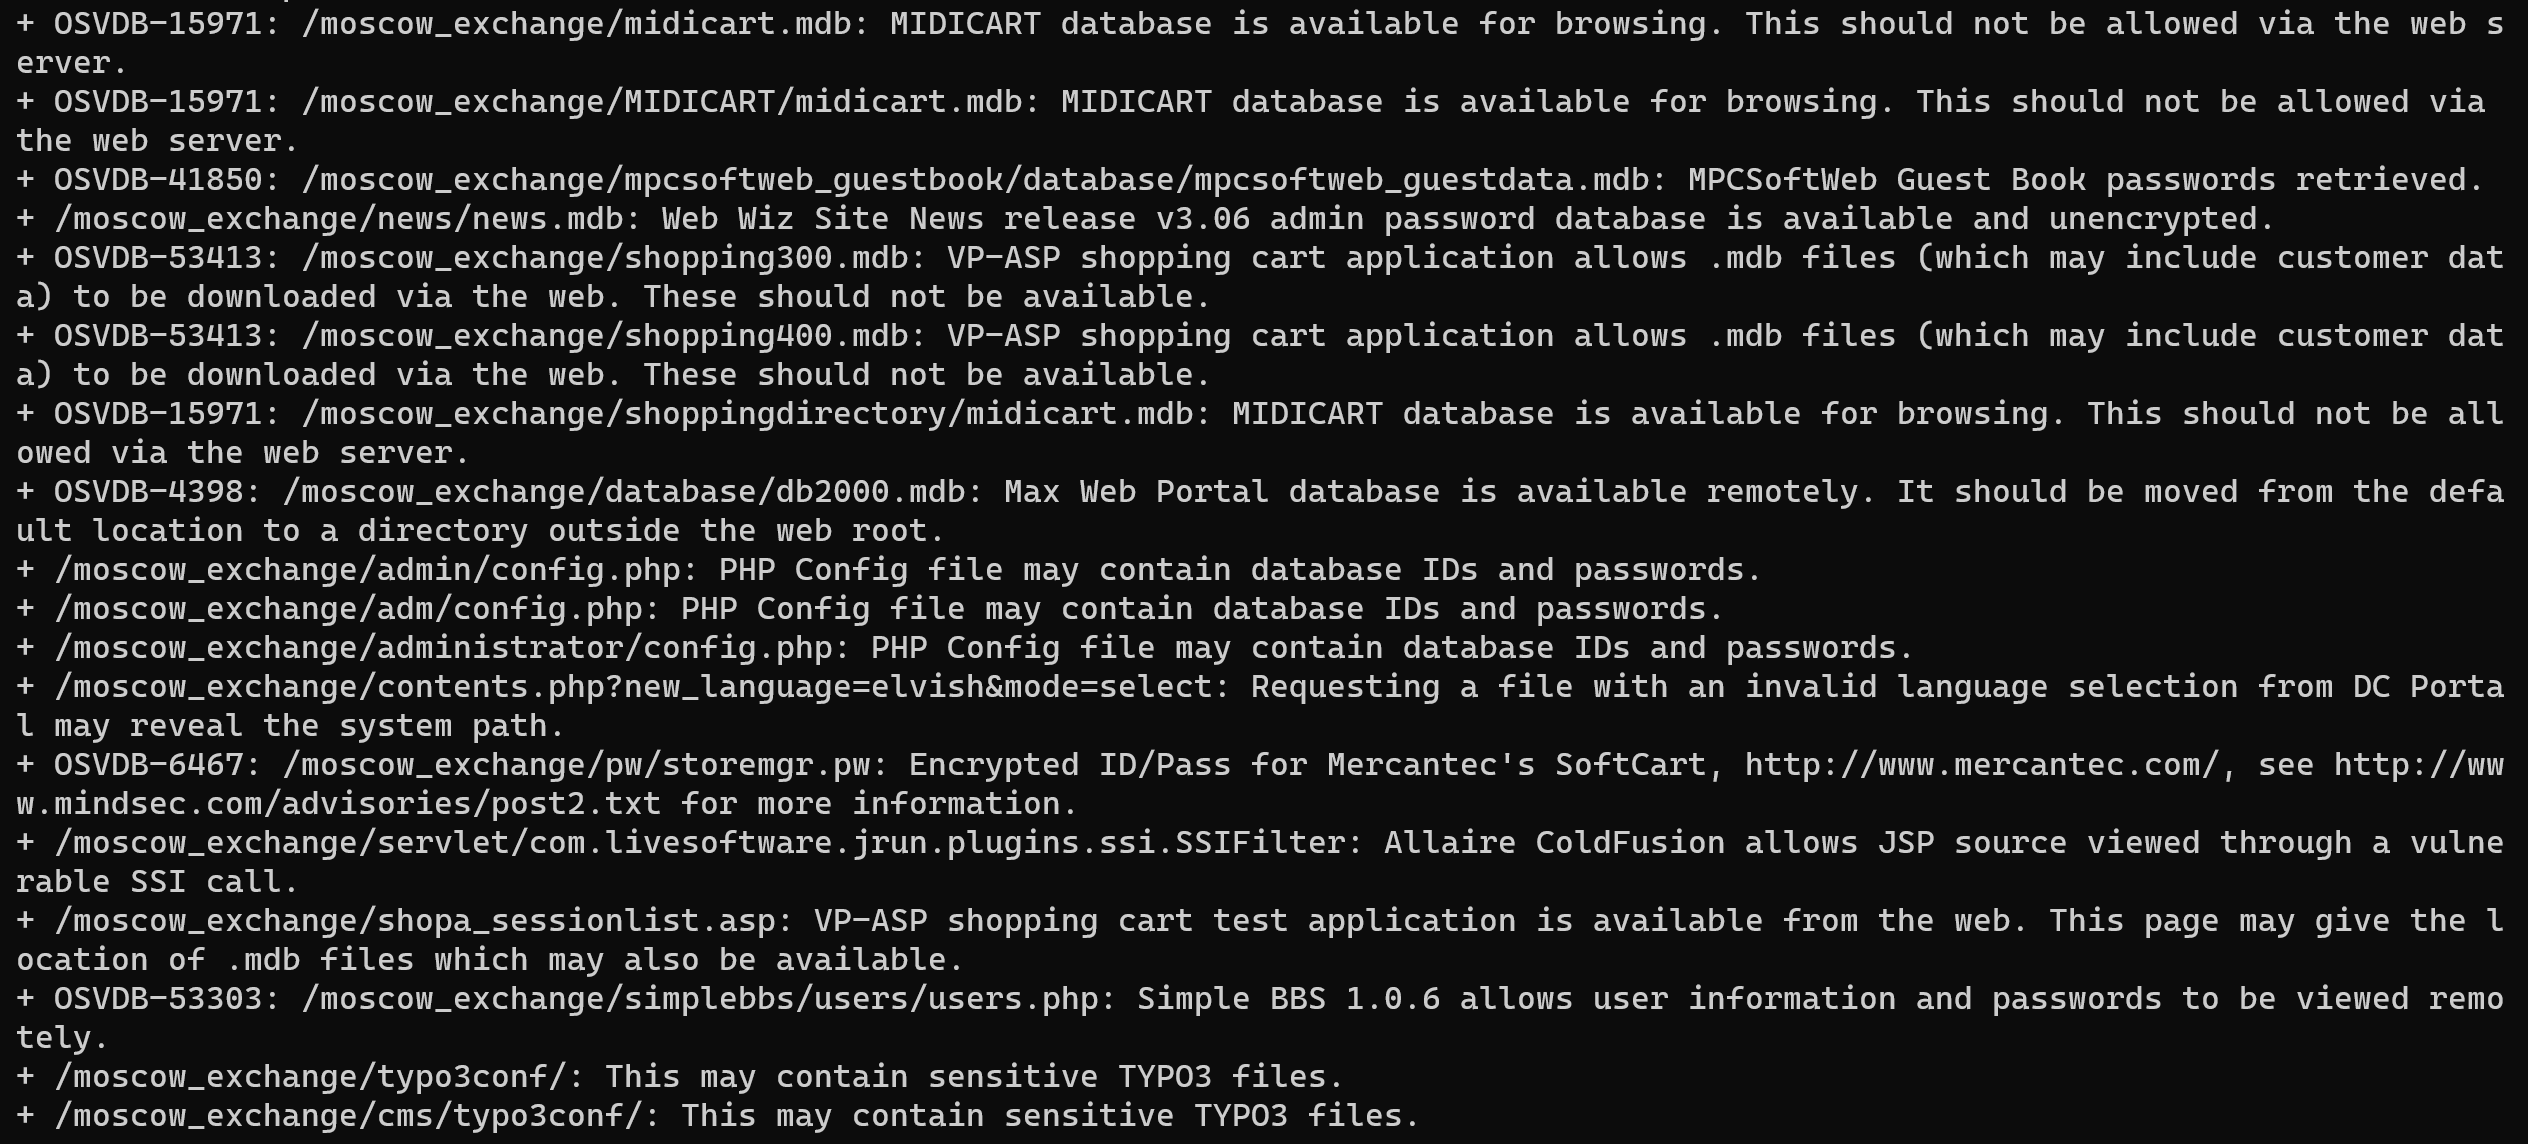 + OSVDB-15971: /moscow_exchange/midicart.mdb: MIDICART database is available for browsing. This should not be allowed via the web s
erver.
+ OSVDB-15971: /moscow_exchange/MIDICART/midicart.mdb: MIDICART database is available for browsing. This should not be allowed via
the web server.
+ OSVDB-41850: /moscow_exchange/mpcsoftweb_guestbook/database/mpcsoftweb_guestdata.mdb: MPCSoftWeb Guest Book passwords retrieved.
+ /moscow_exchange/news/news.mdb: Web Wiz Site News release v3.06 admin password database is available and unencrypted.
+ OSVDB-53413: /moscow_exchange/shopping300.mdb: VP-ASP shopping cart application allows .mdb files (which may include customer dat
a) to be downloaded via the web. These should not be available.
+ OSVDB-53413: /moscow_exchange/shopping400.mdb: VP-ASP shopping cart application allows .mdb files (which may include customer dat
a) to be downloaded via the web. These should not be available.
+ OSVDB-15971: /moscow_exchange/shoppingdirectory/midicart.mdb: MIDICART database is available for browsing. This should not be all
owed via the web server.
+ OSVDB-4398: /moscow_exchange/database/db2000.mdb: Max Web Portal database is available remotely. It should be moved from the defa
ult location to a directory outside the web root.
+ /moscow_exchange/admin/config.php: PHP Config file may contain database IDs and passwords.
+ /moscow_exchange/adm/config.php: PHP Config file may contain database IDs and passwords.
+ /moscow_exchange/administrator/config.php: PHP Config file may contain database IDs and passwords.
+ /moscow_exchange/contents.php?new_language=elvish&mode=select: Requesting a file with an invalid language selection from DC Porta
l may reveal the system path.
+ OSVDB-6467: /moscow_exchange/pw/storemgr.pw: Encrypted ID/Pass for Mercantec's SoftCart, http://www.mercantec.com/, see http://ww
w.mindsec.com/advisories/post2.txt for more information.
+ /moscow_exchange/servlet/com.livesoftware.jrun.plugins.ssi.SSIFilter: Allaire ColdFusion allows JSP source viewed through a vulne
rable SSI call.
+ /moscow_exchange/shopa_sessionlist.asp: VP-ASP shopping cart test application is available from the web. This page may give the l
ocation of .mdb files which may also be available.
+ OSVDB-53303: /moscow_exchange/simplebbs/users/users.php: Simple BBS 1.0.6 allows user information and passwords to be viewed remo
tely.
+ /moscow_exchange/typo3conf/: This may contain sensitive TYPO3 files.
+ /moscow_exchange/cms/typo3conf/: This may contain sensitive TYPO3 files.